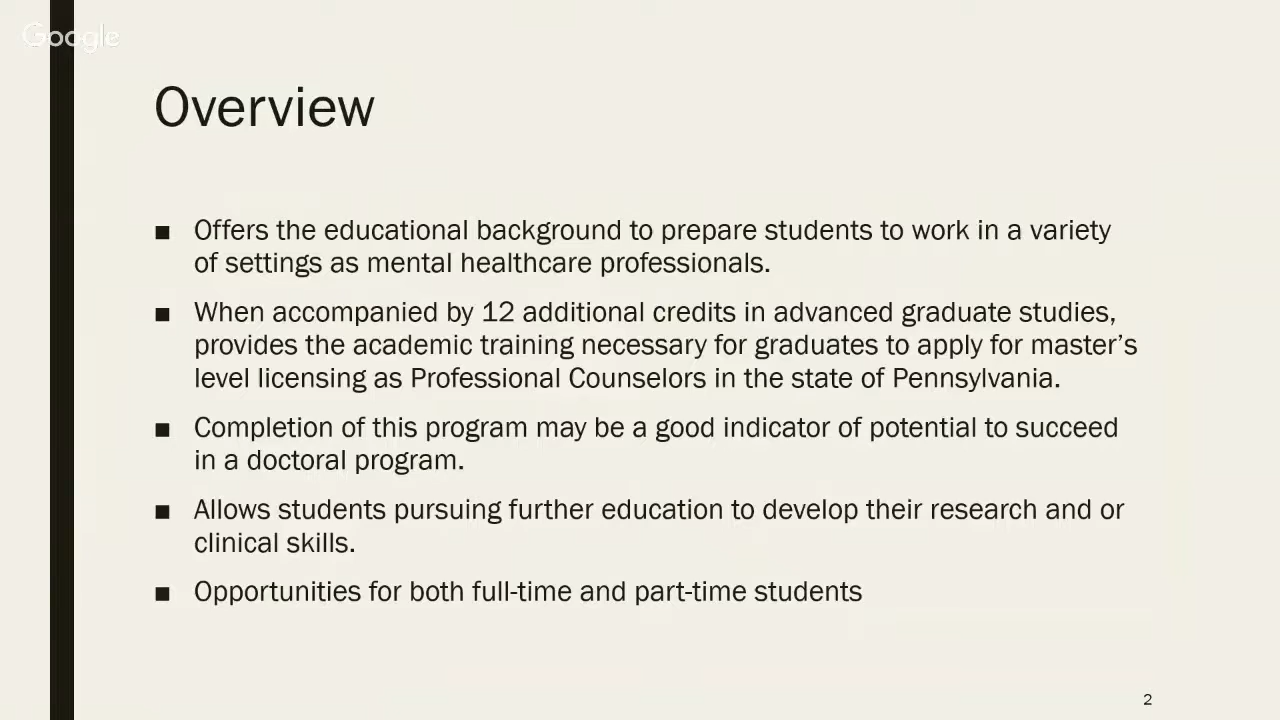 Google
Overview
■ Offers the educational background to prepare students to work in a variety
of settings as mental healthcare professionals.
■ When accompanied by 12 additional credits in advanced graduate studies,
provides the academic training necessary for graduates to apply for master’s
level licensing as Professional Counselors in the state of Pennsylvania.
■ Completion of this program may be a good indicator of potential to succeed
in a doctoral program.
■ Allows students pursuing further education to develop their research and or
clinical skills.
■ Opportunities for both full-time and part-time students
2